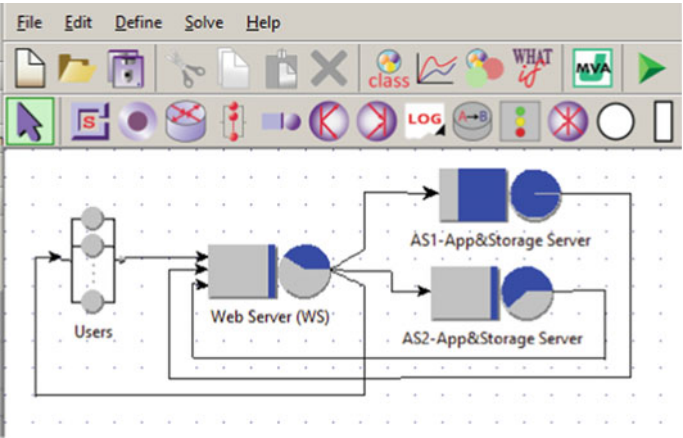 File Edit Define Solve Help
class WHAT if MVA
S LOG A→B
AS1-App&Storage Server
Users
Web Server (WS)
AS2-App&Storage Server